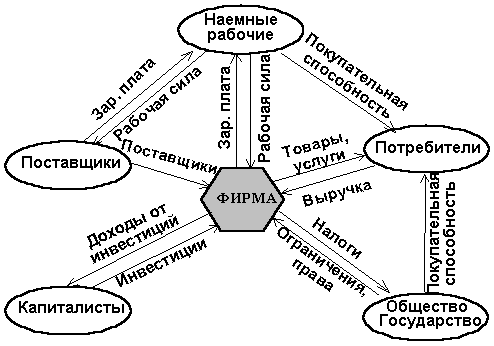 Наемные
рабочие
Зар. плата
Рабочая сила
Зар. плата
Рабочая сила
Покупательная
способность
Поставщики
Поставщики
Товары,
услуги
Потребители
ФИРМА
Выручка
Доходы от
инвестиций
Инвестиции
Налоги
Ограничения,
права
Покупательная
способность
Капиталисты
Общество
Государство